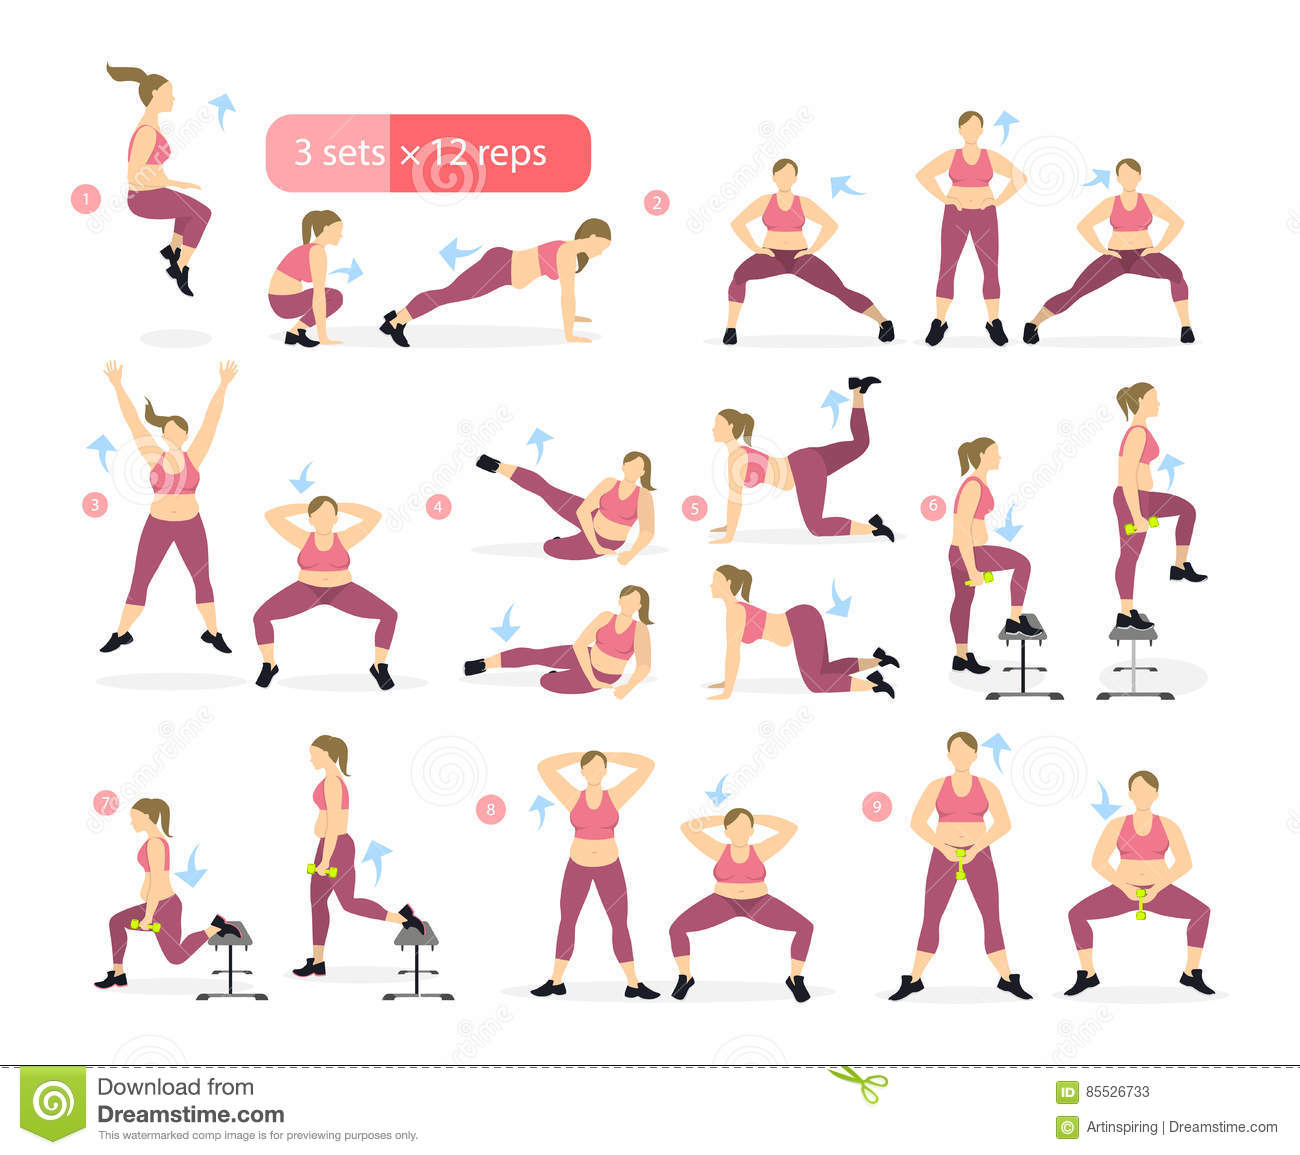 1
3 sets × 12 reps
2
3
4
5
6
7
8
9
dreamstime
Download from
Dreamstime.com
This watermarked comp image is for previewing purposes only.
ID 85526733
© Artinspiring | Dreamstime.com